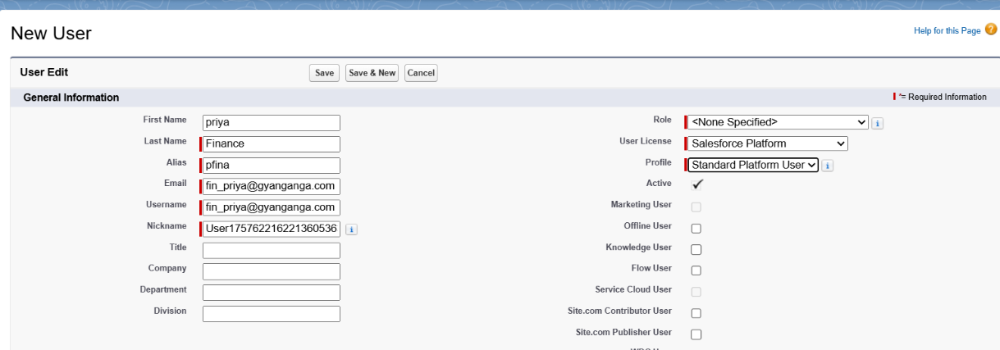 New User
Help for this Page ?
User Edit
Save
Save & New
Cancel
General Information
*= Required Information
First Name priya
Last Name Finance
Alias pfina
Email fin_priya@gyanganga.com
Username fin_priya@gyanganga.com
Nickname User175762216221360536 i
Title
Company
Department
Division
Role <None Specified> i
User License Salesforce Platform
Profile Standard Platform User i
Active
Marketing User
Offline User
Knowledge User
Flow User
Service Cloud User
Site.com Contributor User
Site.com Publisher User